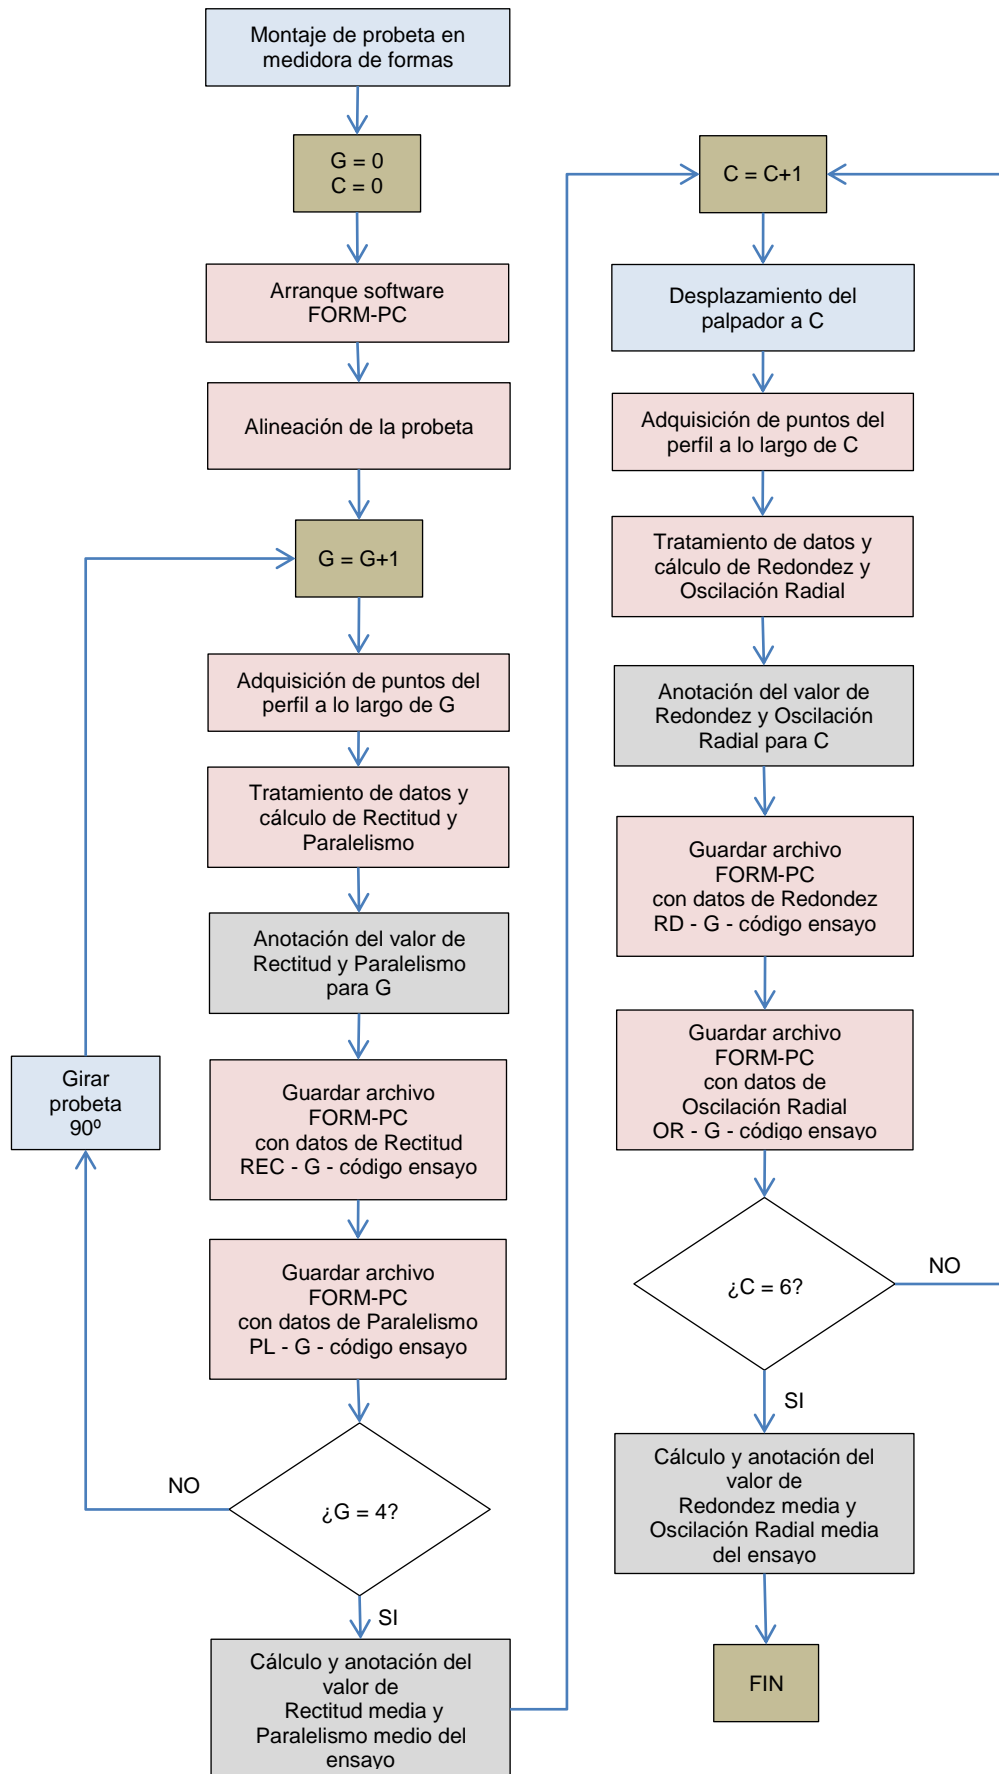 Montaje de probeta en
medidora de formas
G = 0
C = 0
Arranque software
FORM-PC
Alineación de la probeta
G = G+1
Adquisición de puntos del
perfil a lo largo de G
Tratamiento de datos y
cálculo de Rectitud y
Paralelismo
Anotación del valor de
Rectitud y Paralelismo
para G
Girar
probeta
90º
Guardar archivo
FORM-PC
con datos de Rectitud
REC - G - código ensayo
Guardar archivo
FORM-PC
con datos de Paralelismo
PL - G - código ensayo
NO
¿G = 4?
SI
Cálculo y anotación del
valor de
Rectitud media y
Paralelismo medio del
ensayo
C = C+1
Desplazamiento del
palpador a C
Adquisición de puntos del
perfil a lo largo de C
Tratamiento de datos y
cálculo de Redondez y
Oscilación Radial
Anotación del valor de
Redondez y Oscilación
Radial para C
Guardar archivo
FORM-PC
con datos de Redondez
RD - G - código ensayo
Guardar archivo
FORM-PC
con datos de
Oscilación Radial
OR - G - código ensayo
NO
¿C = 6?
SI
Cálculo y anotación del
valor de
Redondez media y
Oscilación Radial media
del ensayo
FIN